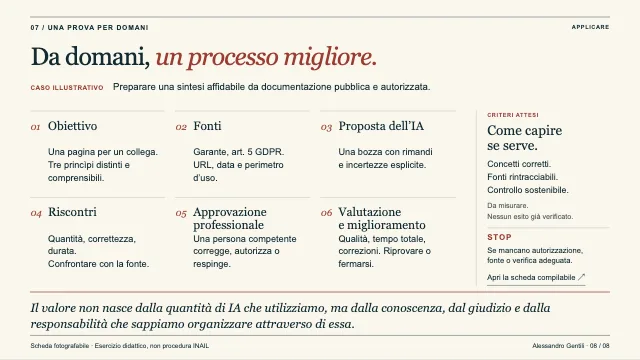 07 / UNA PROVA PER DOMANI
APPLICARE
Da domani, un processo migliore.
CASO ILLUSTRATIVO Preparare una sintesi affidabile da documentazione pubblica e autorizzata.
01 Obiettivo
Una pagina per un collega.
Tre principi distinti e
comprensibili.
02 Fonti
Garante, art. 5 GDPR.
URL, data e perimetro
d'uso.
03 Proposta dell'IA
Una bozza con rimandi
e incertezze esplicite.
04 Riscontri
Quantità, correttezza,
durata.
Confrontare con la fonte.
05 Approvazione
professionale
Una persona competente
corregge, autorizza o
respinge.
06 Valutazione
e miglioramento
Qualità, tempo totale,
correzioni. Riprovare o
fermarsi.
CRITERI ATTESI
Come capire
se serve.
Concetti corretti.
Fonti rintracciabili.
Controllo sostenibile.
Da misurare.
Nessun esito già verificato.
STOP
Se mancano autorizzazione,
fonte o verifica adeguata.
Apri la scheda compilabile ↗
Il valore non nasce dalla quantità di IA che utilizziamo, ma dalla conoscenza, dal giudizio e dalla
responsabilità che sappiamo organizzare attraverso di essa.
Scheda fotografabile · Esercizio didattico, non procedura INAIL
Alessandro Gentili · 08 / 08